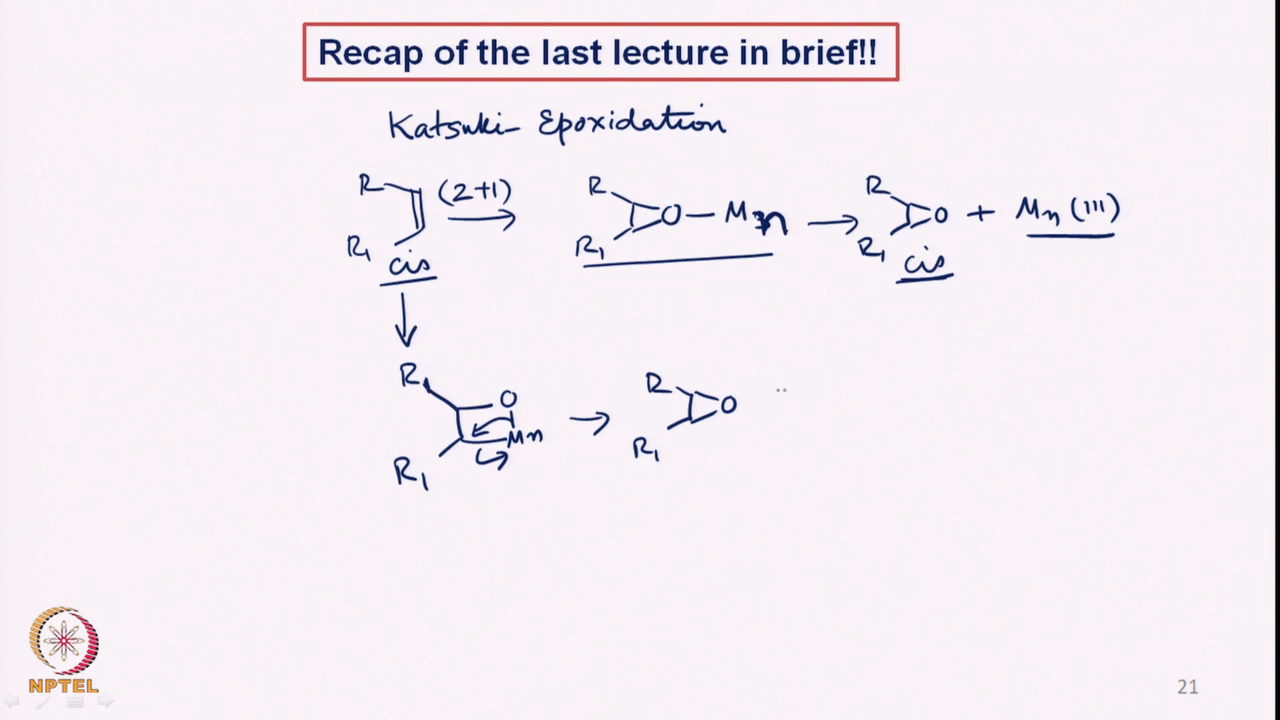 Recap of the last lecture in brief!!
Katsuki Epoxidation
R (2+1) R O — Mn R O + Mn (III)
R1 R1 R1
cis cis
R O R O
Mn
R1 R1
NPTEL
21